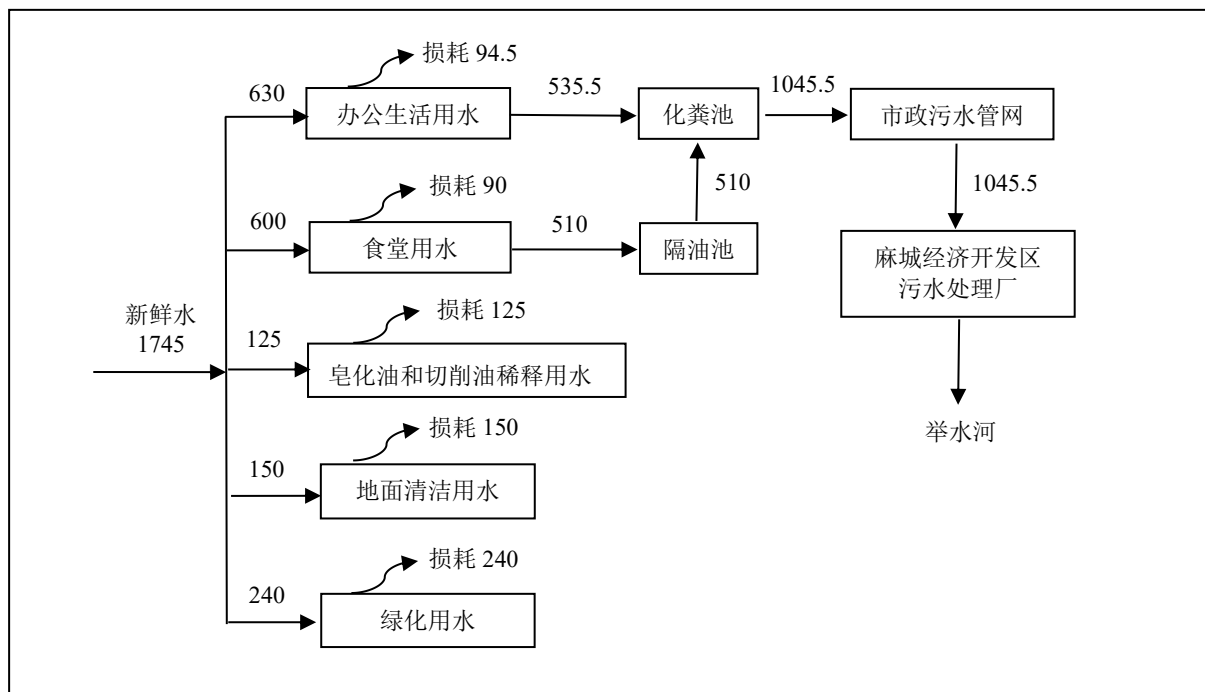 损耗 94.5
630
办公生活用水
535.5
化粪池
1045.5
市政污水管网
损耗 90
600
食堂用水
510
隔油池
510
1045.5
麻城经济开发区
污水处理厂
举水河
新鲜水
1745
损耗 125
125
皂化油和切削油稀释用水
损耗 150
150
地面清洁用水
损耗 240
240
绿化用水